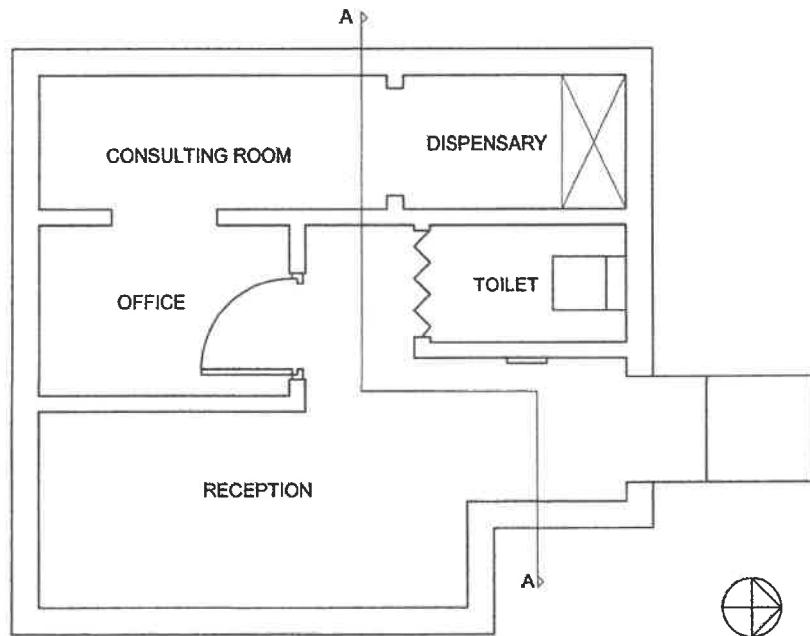 A
CONSULTING ROOM
DISPENSARY
OFFICE
TOILET
RECEPTION
A